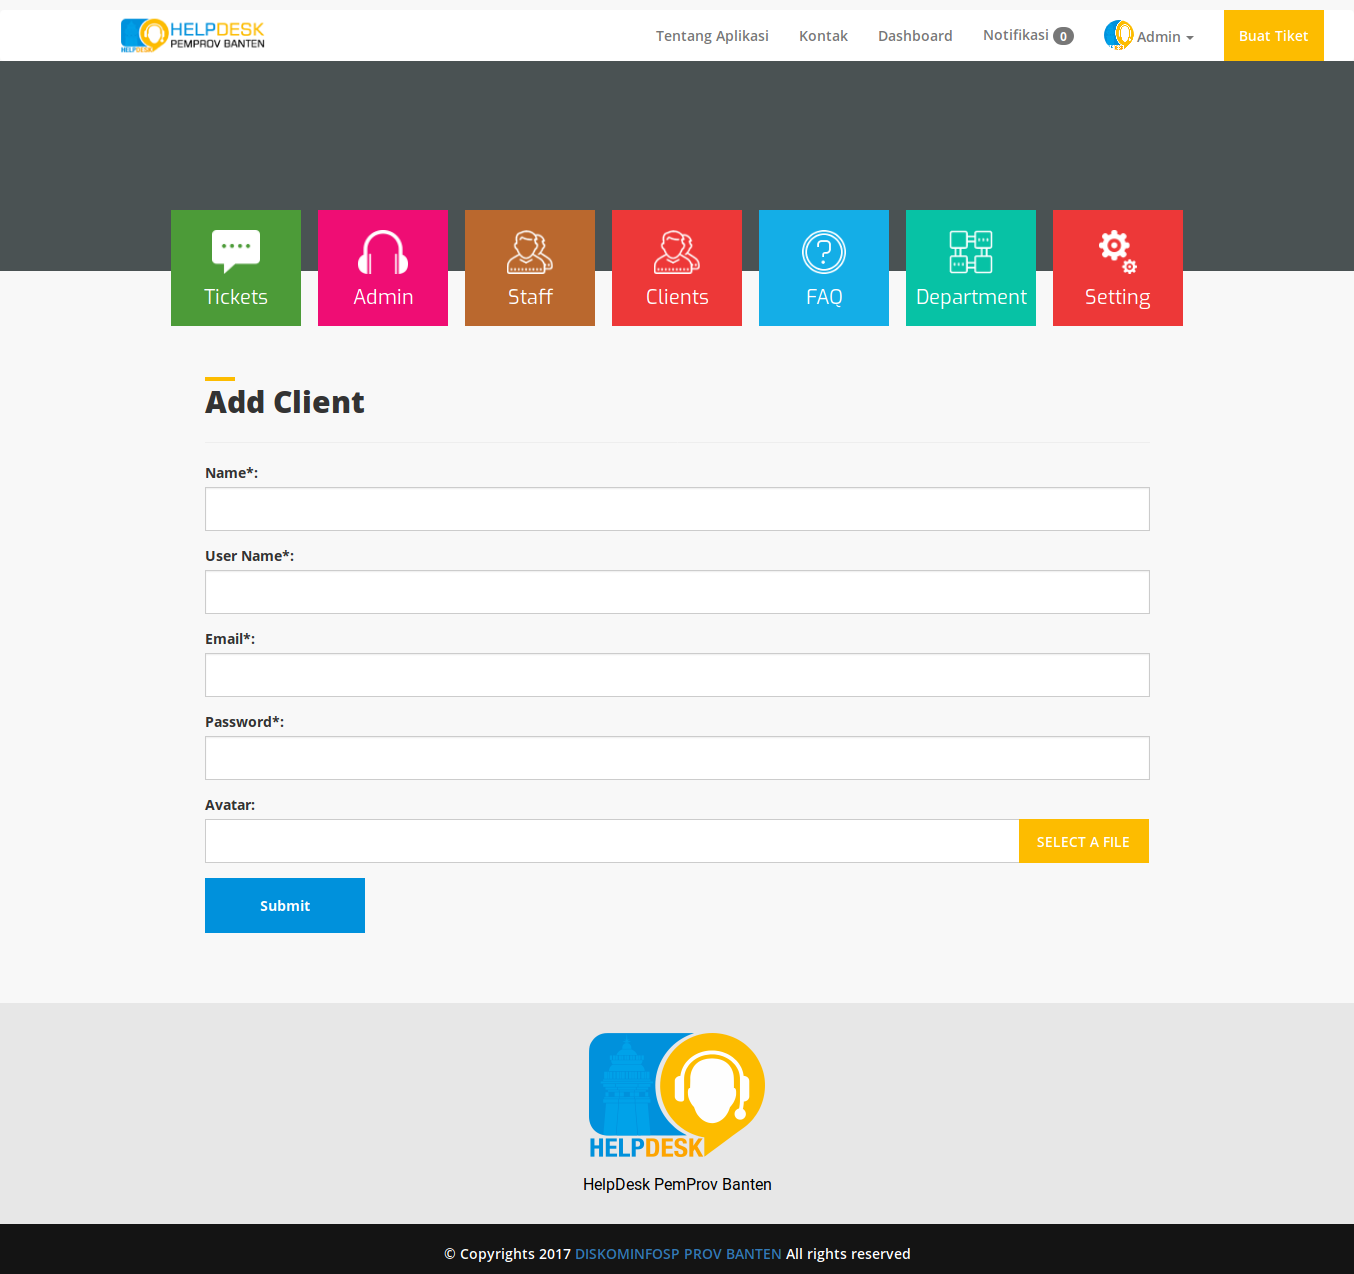 HELPDESK
PEMPROV BANTEN
HELPDESK
Tentang Aplikasi
Kontak
Dashboard
Notifikasi 0
Admin
Buat Tiket
Tickets
Admin
Staff
Clients
FAQ
Department
Setting
Add Client
Name*:
User Name*:
Email*:
Password*:
Avatar:
SELECT A FILE
Submit
HELPDESK
HelpDesk PemProv Banten
© Copyrights 2017 DISKOMINFOSP PROV BANTEN All rights reserved